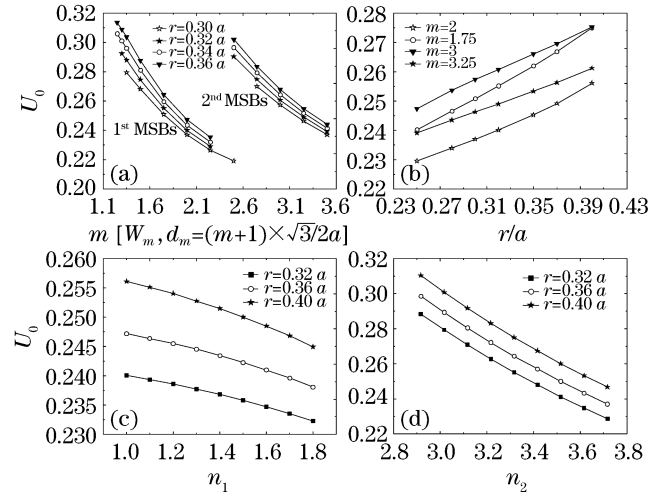 U₀
0.32
0.30
0.28
0.26
0.24
0.22
0.20
r=0.30 a
r=0.32 a
r=0.34 a
r=0.36 a
1ˢᵗ MSBs
2ⁿᵈ MSBs
(a)
1.1 1.6 2.1 2.6 3.1 3.6
m [Wₘ, dₘ=(m+1)×√3/2a]
0.28
0.27
0.26
0.25
0.24
0.23
0.22
m=2
m=1.75
m=3
m=3.25
(b)
0.23 0.25 0.29 0.32 0.35 0.39 0.43
r/a
U₀
0.260
0.255
0.250
0.245
0.240
0.235
0.230
r=0.32 a
r=0.36 a
r=0.40 a
(c)
1.0 1.2 1.4 1.6 1.8
n₁
0.32
0.30
0.28
0.26
0.24
0.22
r=0.32 a
r=0.36 a
r=0.40 a
(d)
2.8 3.0 3.2 3.4 3.6 3.8
n₂